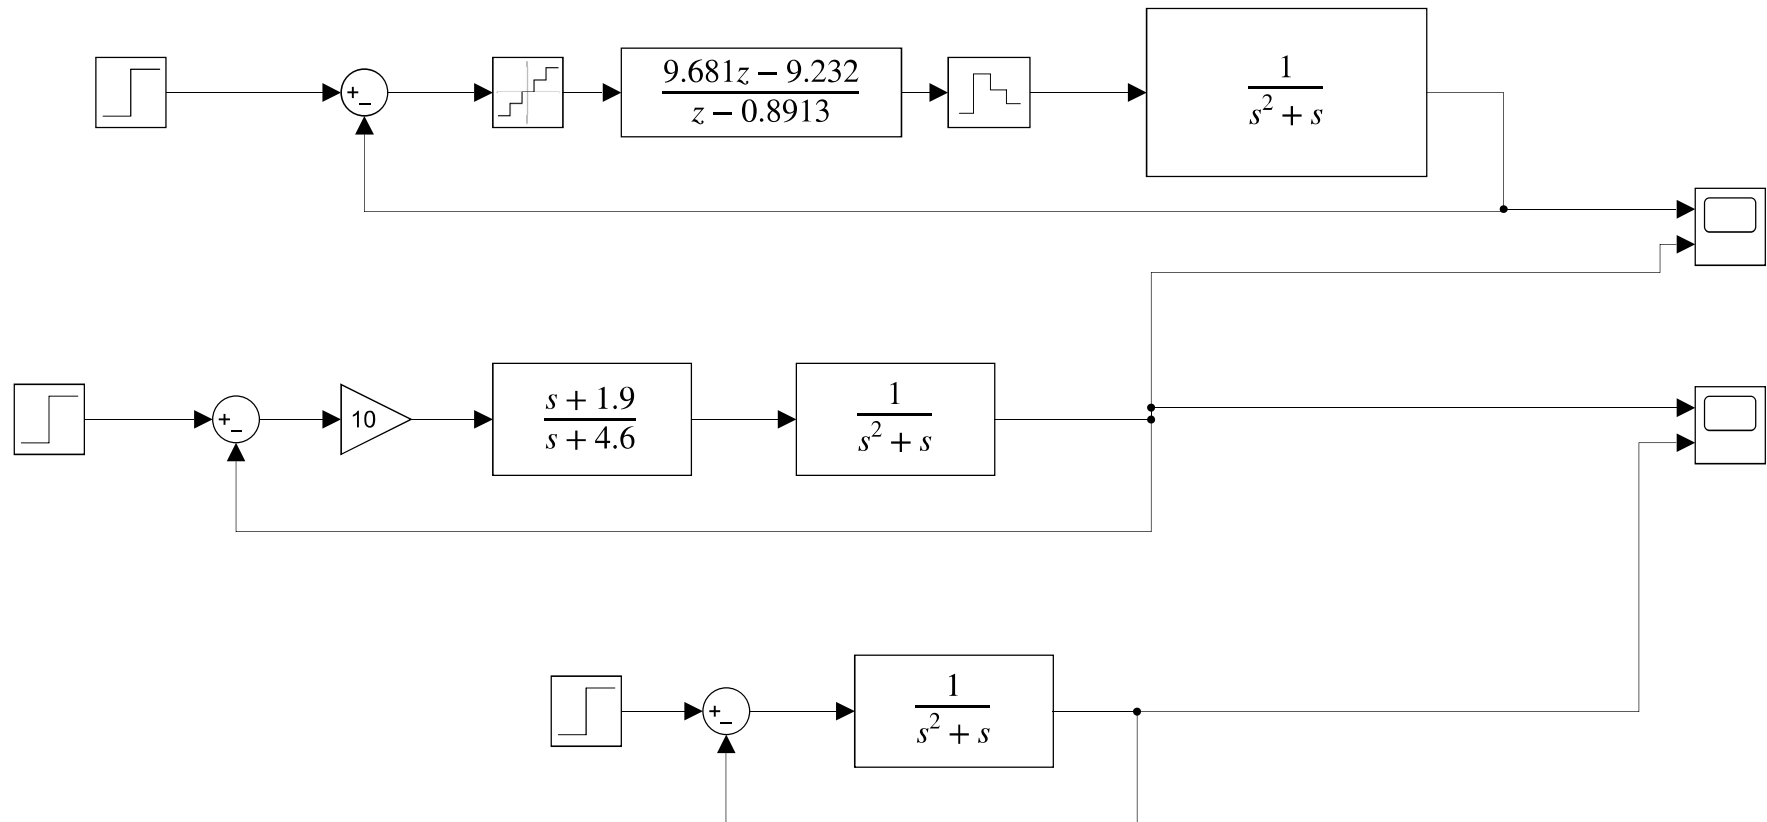 +
−
9.681z − 9.232
z − 0.8913
1
s² + s
+
−
10
s + 1.9
s + 4.6
1
s² + s
+
−
1
s² + s